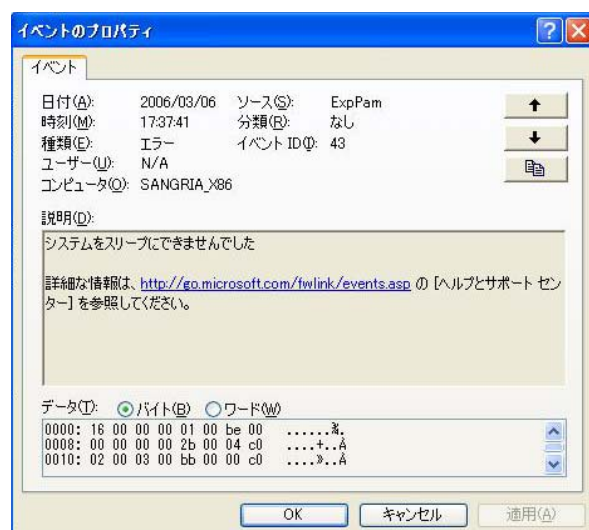 イベントのプロパティ
イベント
日付(A): 2006/03/06 ソース(S): ExpPam
時刻(M): 17:37:41 分類(R): なし
種類(E): エラー イベント ID(I): 43
ユーザー(U): N/A
コンピュータ(O): SANGRIA_X86
説明(D):
システムをスリープにできませんでした
詳細な情報は、http://go.microsoft.com/fwlink/events.asp の [ヘルプとサポート セン
ター] を参照してください。
データ(T): バイト(B) ワード(W)
0000: 16 00 00 00 01 00 be 00 ......¾.
0008: 00 00 00 00 2b 00 04 c0 ....+..À
0010: 02 00 03 00 bb 00 00 c0 ....»..À
OK キャンセル 適用(A)